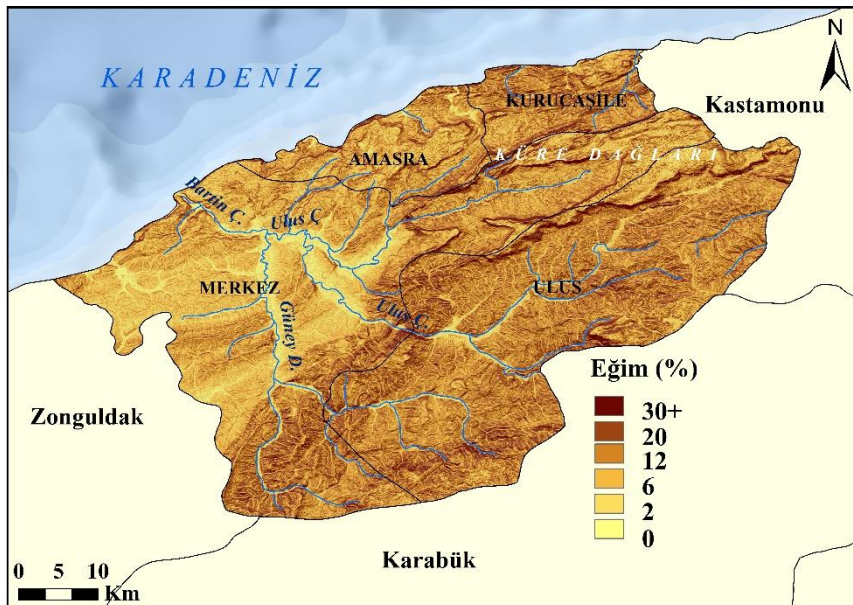 N
KARADENİZ
KURUCAŞİLE
Kastamonu
AMASRA
KÜRE DAĞLARI
Bartın Ç.
Ulus Ç
MERKEZ
ULUS
Ulus Ç.
Güney D.
Eğim (%)
30+
20
12
6
2
0
Zonguldak
Karabük
0 5 10
Km